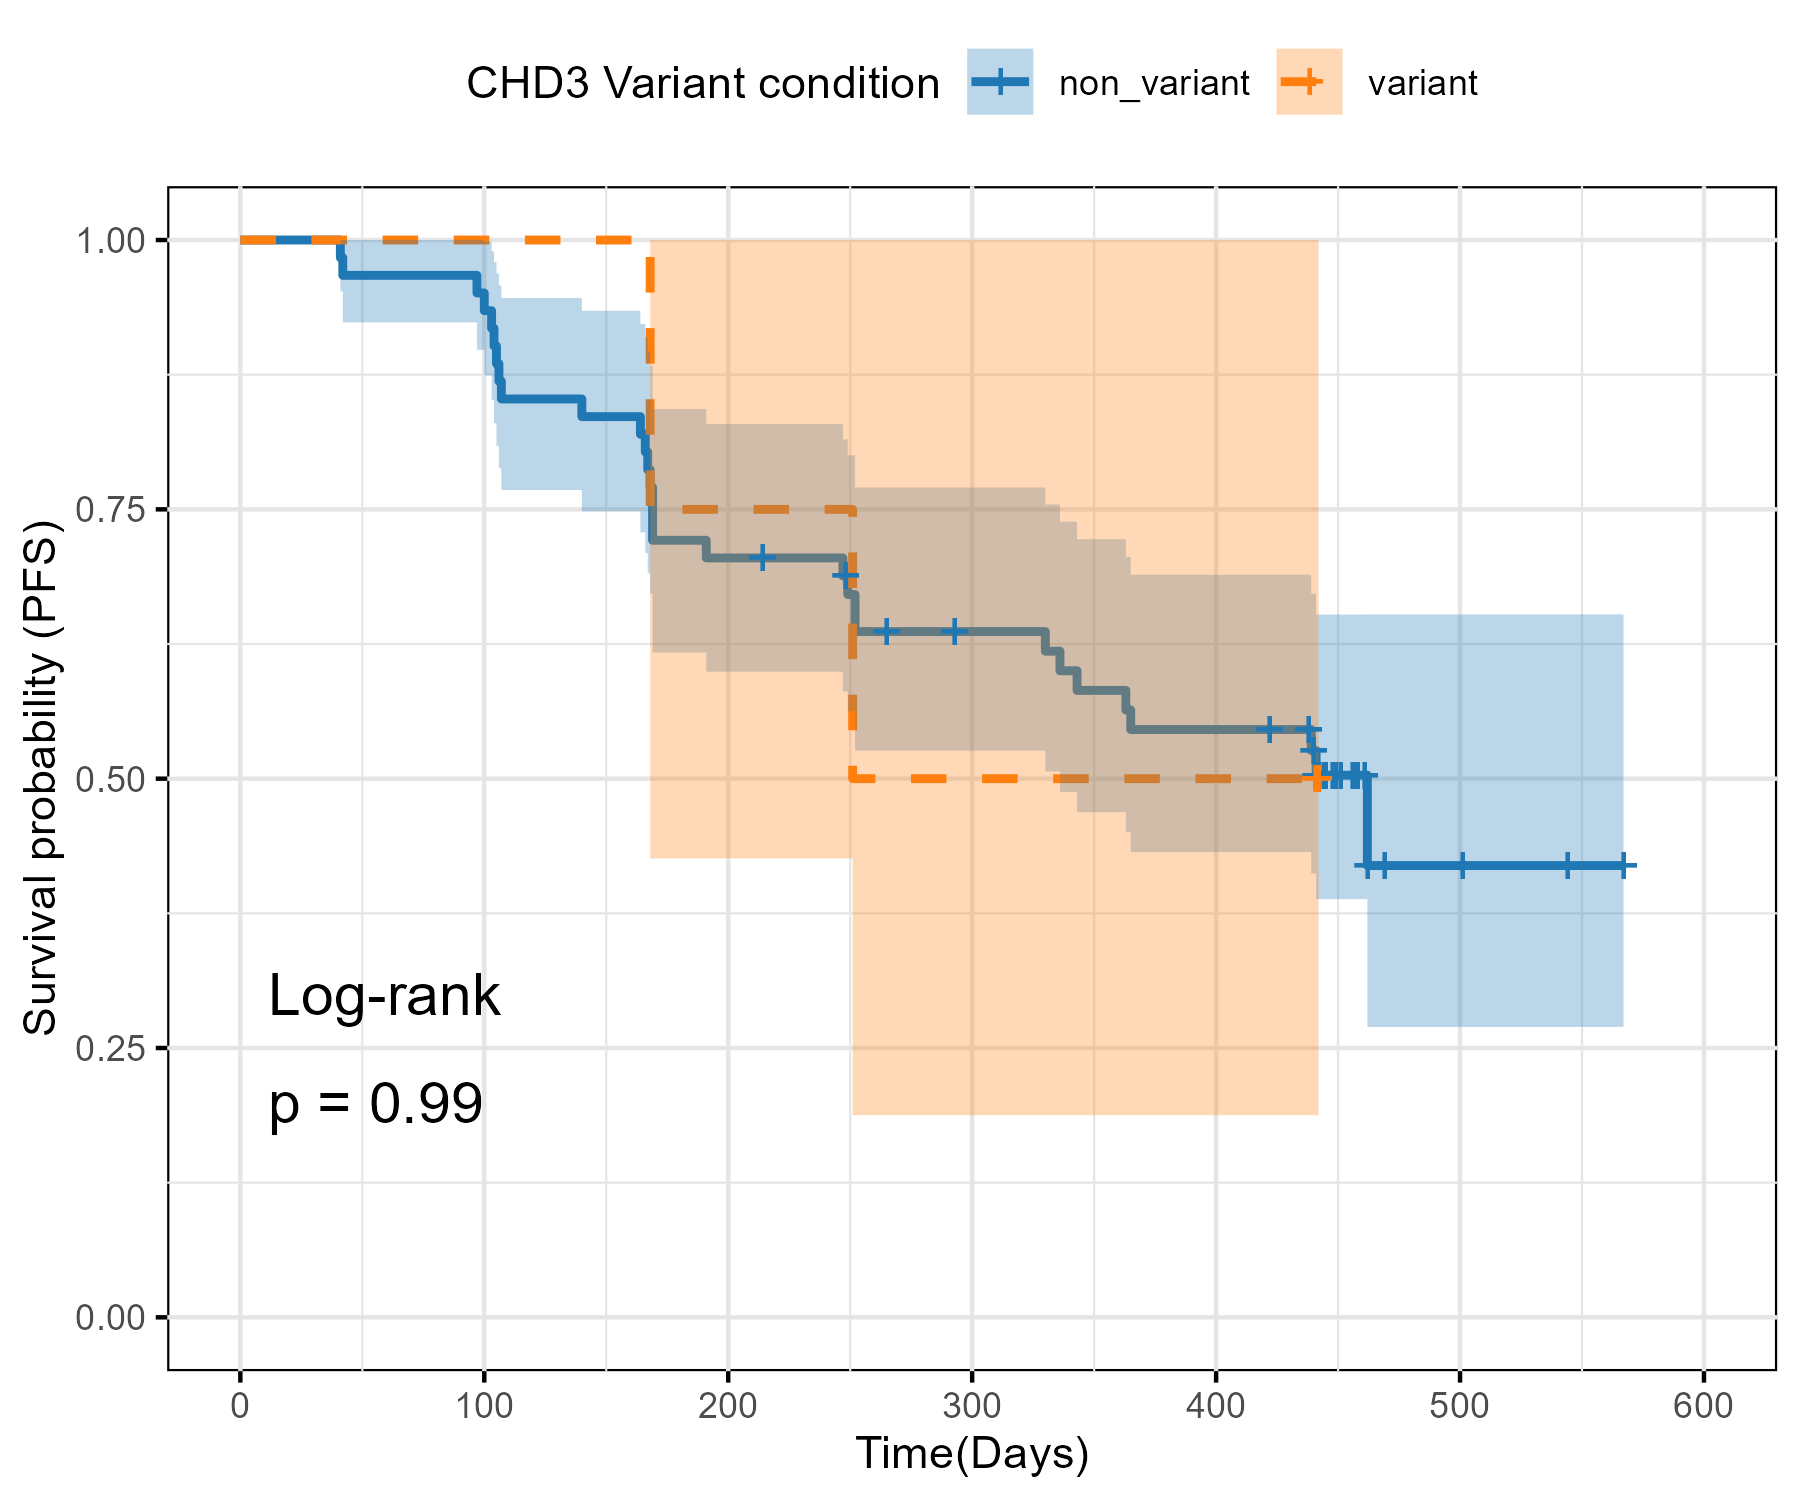 CHD3 Variant condition non_variant variant
Survival probability (PFS)
1.00
0.75
0.50
0.25
0.00
Log-rank
p = 0.99
0 100 200 300 400 500 600
Time(Days)